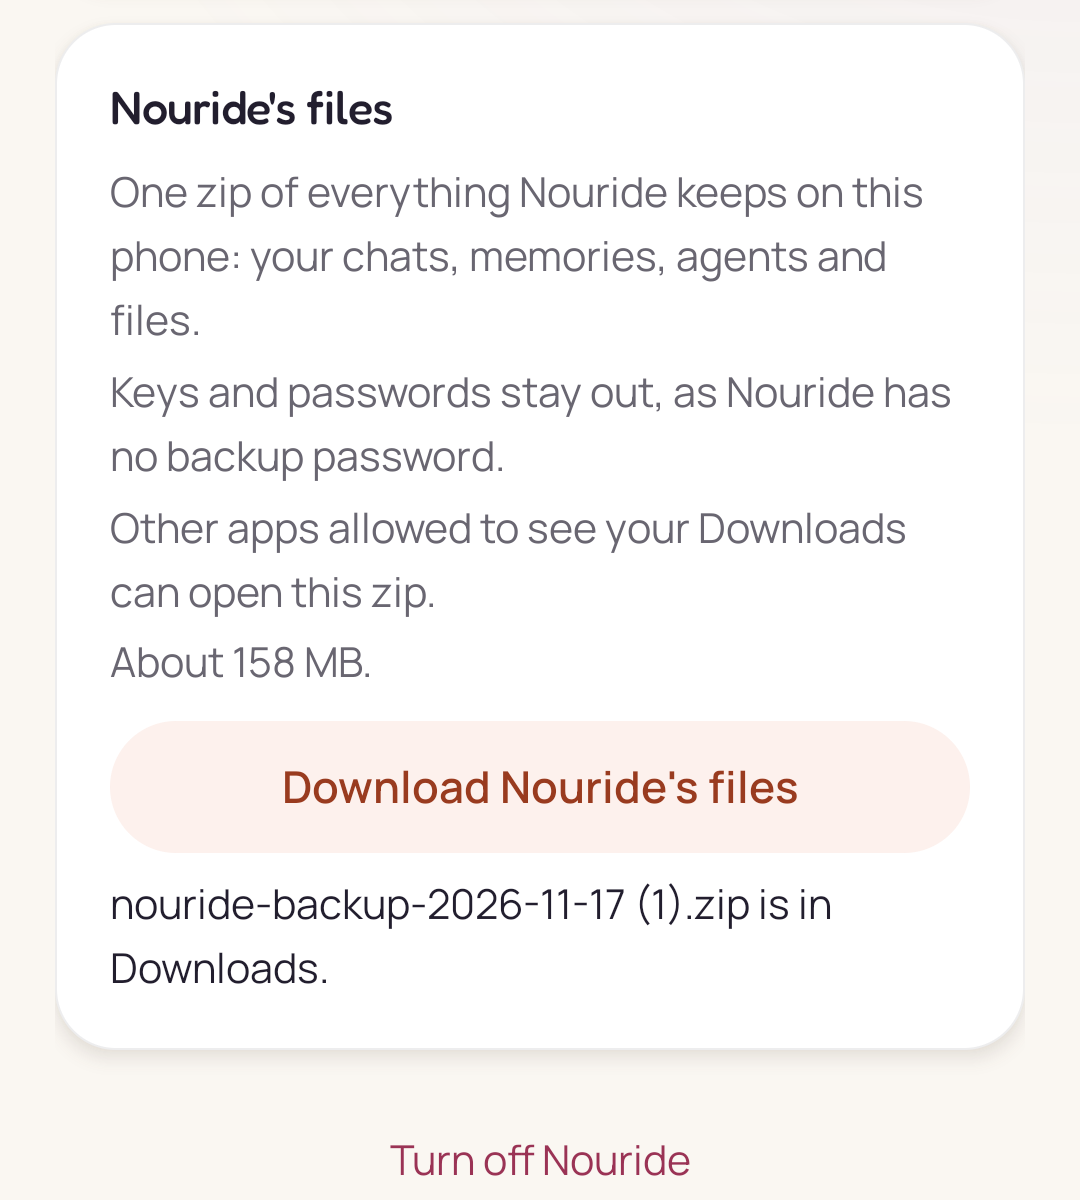 Nouride's files
One zip of everything Nouride keeps on this
phone: your chats, memories, agents and
files.
Keys and passwords stay out, as Nouride has
no backup password.
Other apps allowed to see your Downloads
can open this zip.
About 158 MB.
Download Nouride's files
nouride-backup-2026-11-17 (1).zip is in
Downloads.
Turn off Nouride